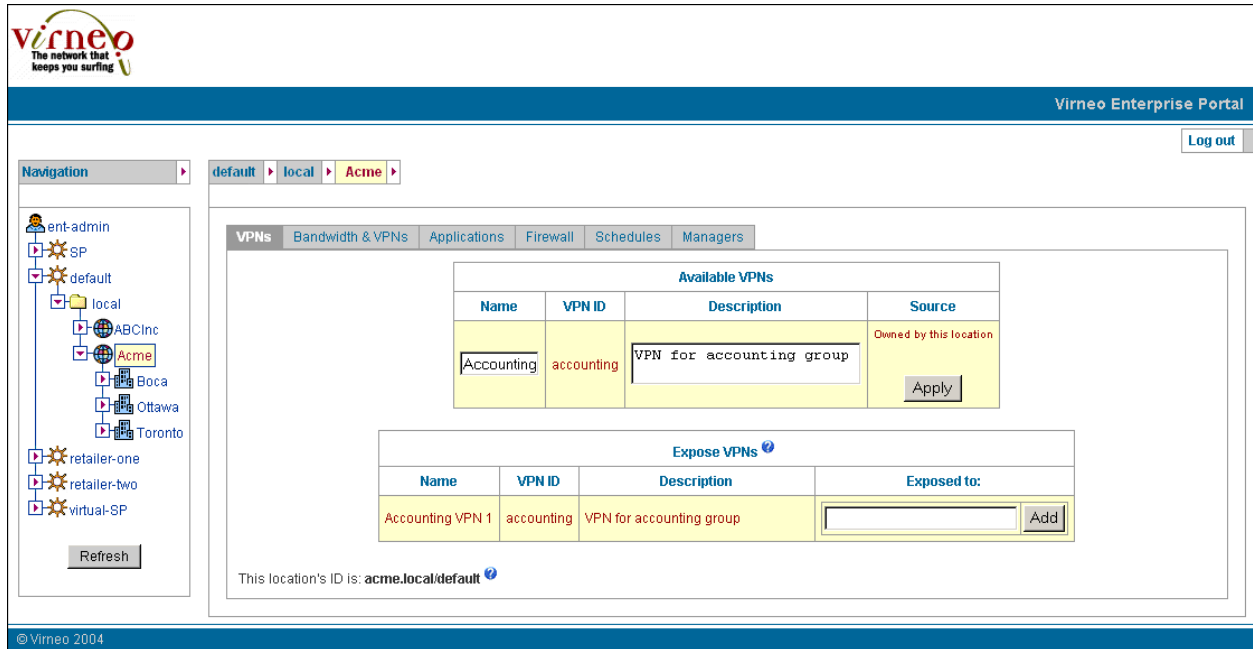 Virneo
The network that
keeps you surfing
Virneo Enterprise Portal
Log out
Navigation
default local Acme
ent-admin
SP
default
local
ABCInc
Acme
Boca
Ottawa
Toronto
retailer-one
retailer-two
virtual-SP
Refresh
VPNs Bandwidth & VPNs Applications Firewall Schedules Managers
Available VPNs
Name VPN ID Description Source
Accounting accounting VPN for accounting group Owned by this location
Apply
Expose VPNs ?
Name VPN ID Description Exposed to:
Accounting VPN 1 accounting VPN for accounting group Add
This location's ID is: acme.local/default ?
© Virneo 2004